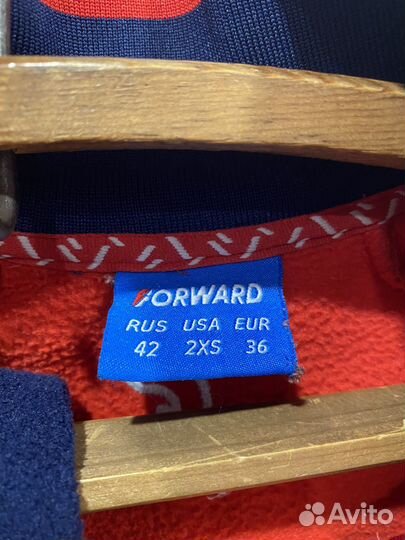 FORWARD
RUS USA EUR
42 2XS 36
Avito